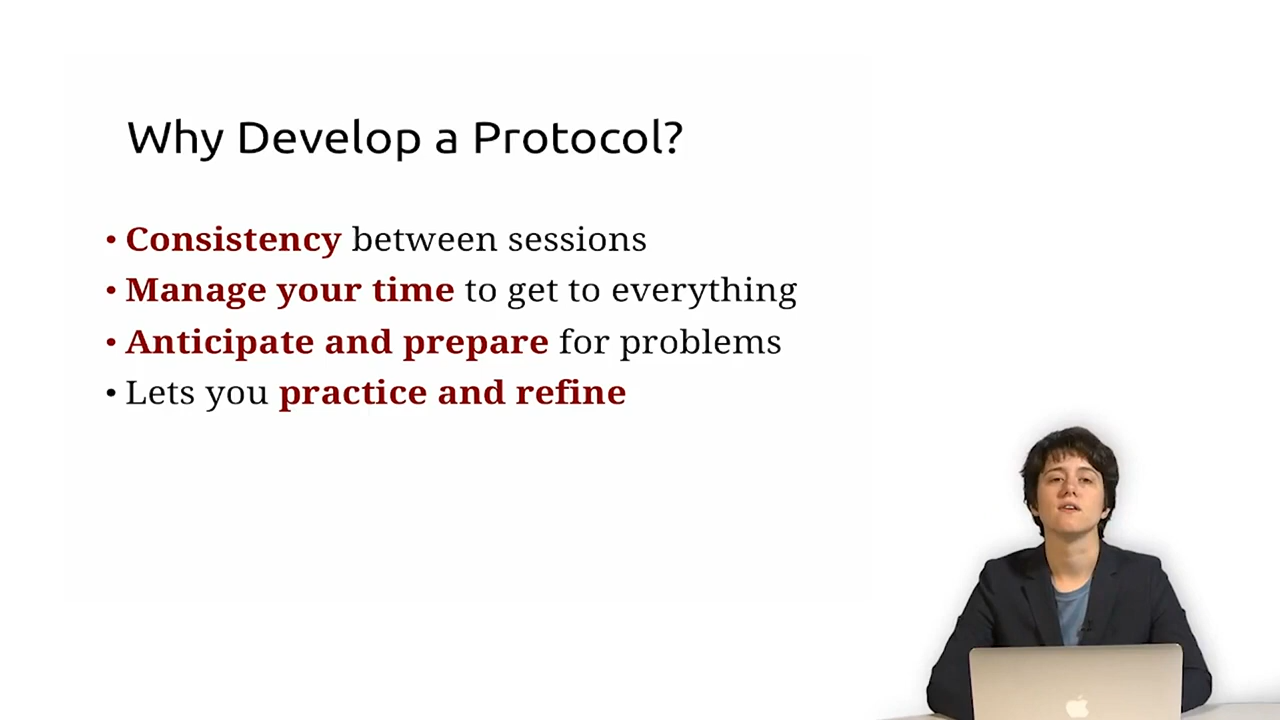 Why Develop a Protocol?
• Consistency between sessions
• Manage your time to get to everything
• Anticipate and prepare for problems
• Lets you practice and refine